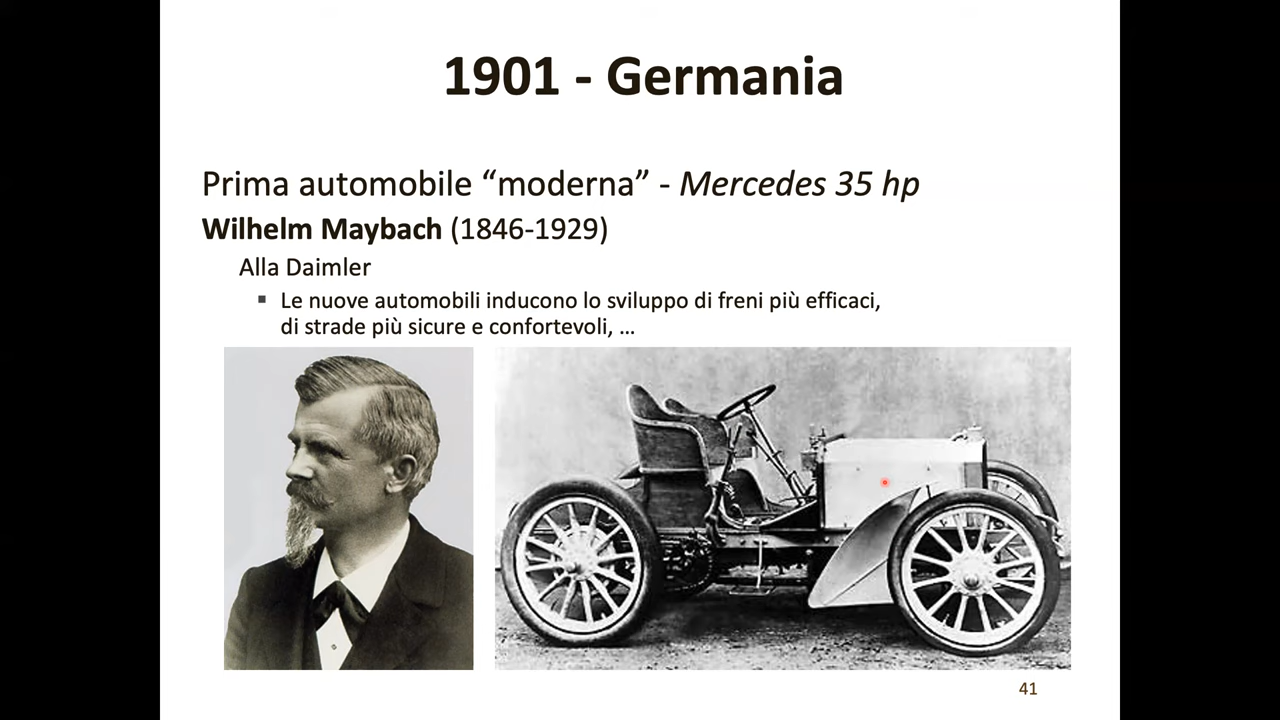 1901 - Germania
Prima automobile “moderna” - Mercedes 35 hp
Wilhelm Maybach (1846-1929)
Alla Daimler
▪ Le nuove automobili inducono lo sviluppo di freni più efficaci,
di strade più sicure e confortevoli, ...
41